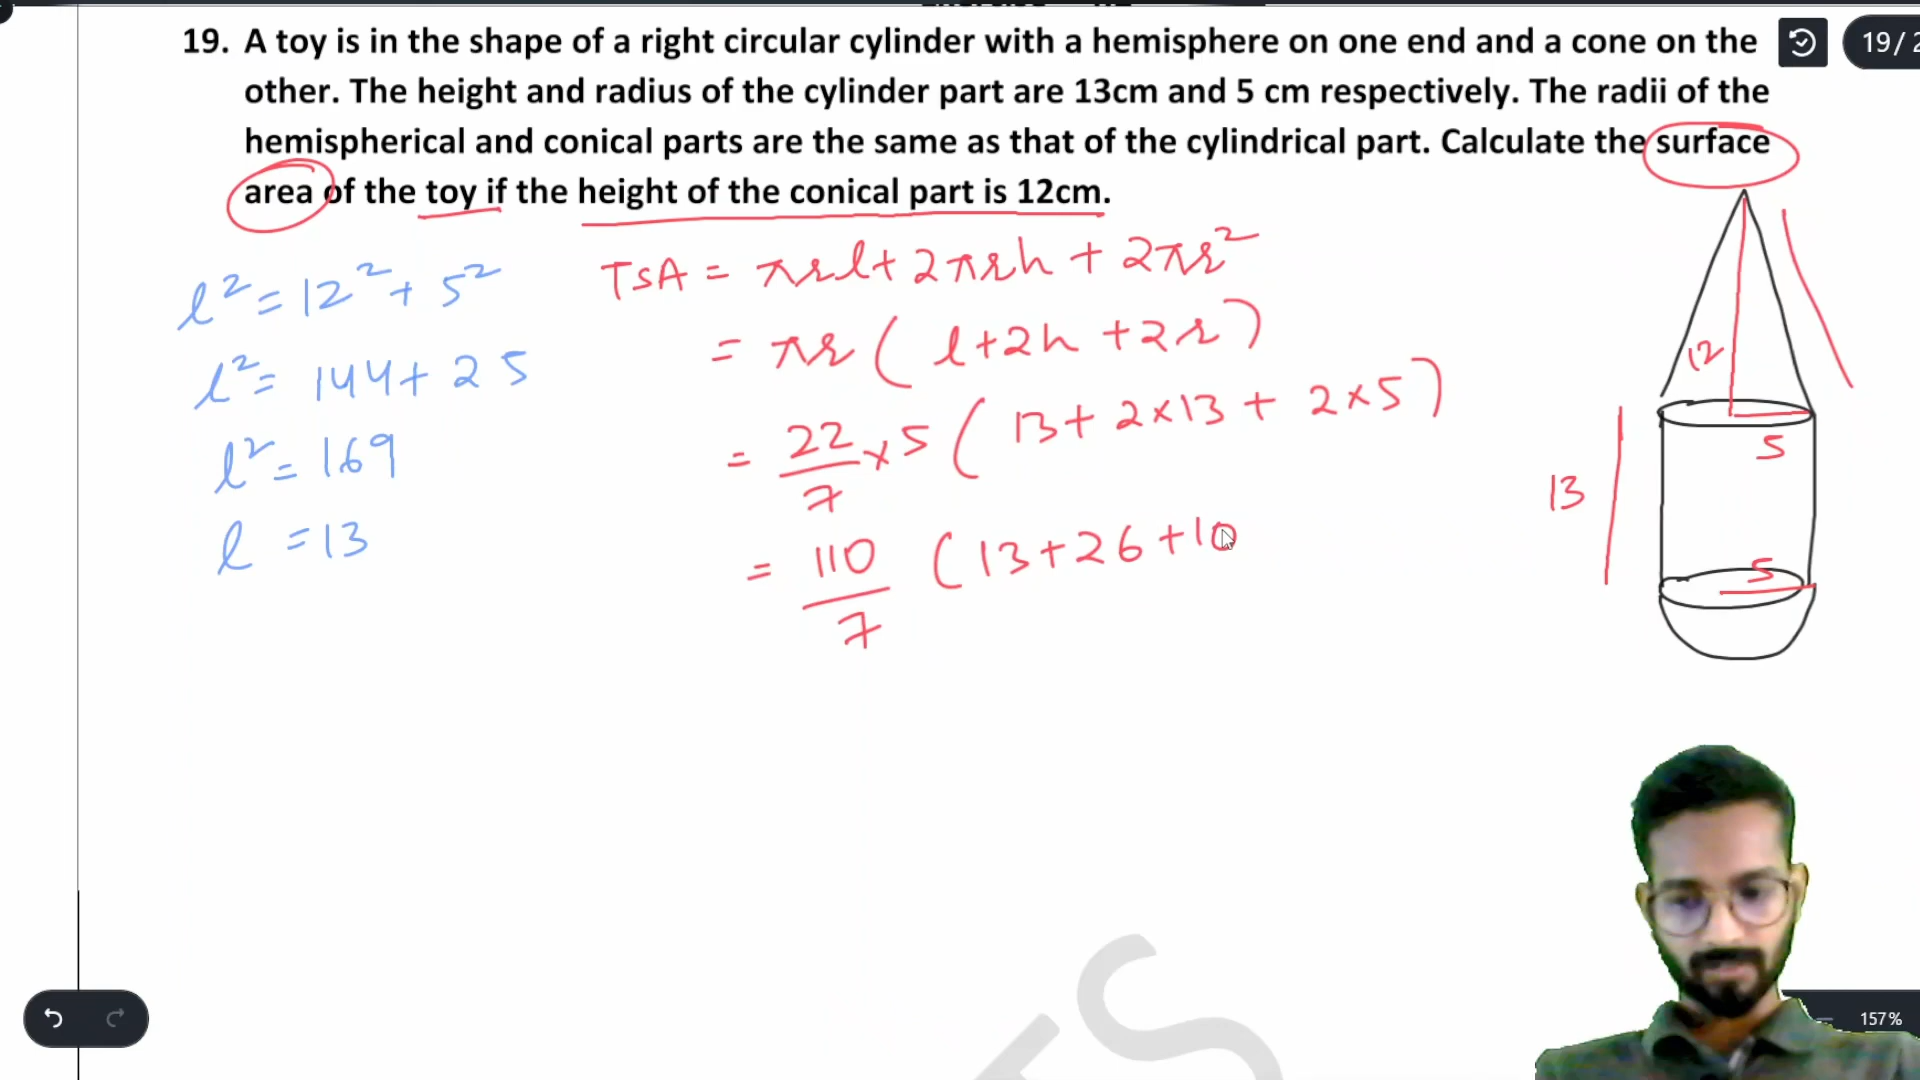 19. A toy is in the shape of a right circular cylinder with a hemisphere on one end and a cone on the
other. The height and radius of the cylinder part are 13cm and 5 cm respectively. The radii of the
hemispherical and conical parts are the same as that of the cylindrical part. Calculate the surface
area of the toy if the height of the conical part is 12cm.
19/2
l² = 12² + 5²
l² = 144 + 25
l² = 169
l = 13
TSA = πrl + 2πrh + 2πr²
= πr ( l + 2h + 2r )
= 22/7 × 5 ( 13 + 2×13 + 2×5 )
= 110/7 ( 13 + 26 + 10
12
5
13
5
157%